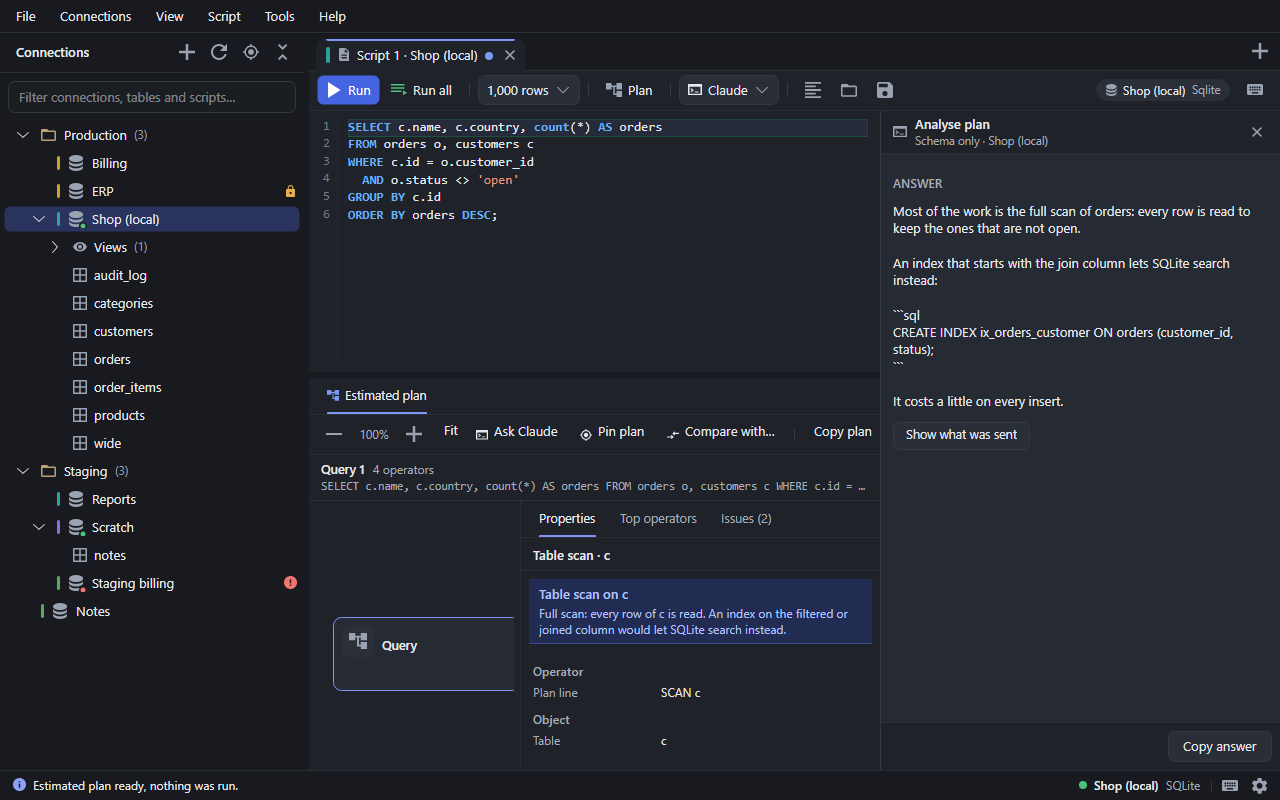 File Connections View Script Tools Help
Connections
Script 1 · Shop (local)
Filter connections, tables and scripts...
Run Run all 1,000 rows Plan Claude Shop (local) Sqlite
Production (3)
Billing
ERP
Shop (local)
Views (1)
audit_log
categories
customers
orders
order_items
products
wide
Staging (3)
Reports
Scratch
notes
Staging billing
Notes
1 SELECT c.name, c.country, count(*) AS orders
2 FROM orders o, customers c
3 WHERE c.id = o.customer_id
4 AND o.status <> 'open'
5 GROUP BY c.id
6 ORDER BY orders DESC;
Estimated plan
100% Fit Ask Claude Pin plan Compare with... Copy plan
Query 1 4 operators
SELECT c.name, c.country, count(*) AS orders FROM orders o, customers c WHERE c.id = …
Query
Properties Top operators Issues (2)
Table scan · c
Table scan on c
Full scan: every row of c is read. An index on the filtered or
joined column would let SQLite search instead.
Operator
Plan line SCAN c
Object
Table c
Analyse plan
Schema only · Shop (local)
ANSWER
Most of the work is the full scan of orders: every row is read to
keep the ones that are not open.
An index that starts with the join column lets SQLite search
instead:
```sql
CREATE INDEX ix_orders_customer ON orders (customer_id,
status);
```
It costs a little on every insert.
Show what was sent
Copy answer
Estimated plan ready, nothing was run.
Shop (local) SQLite